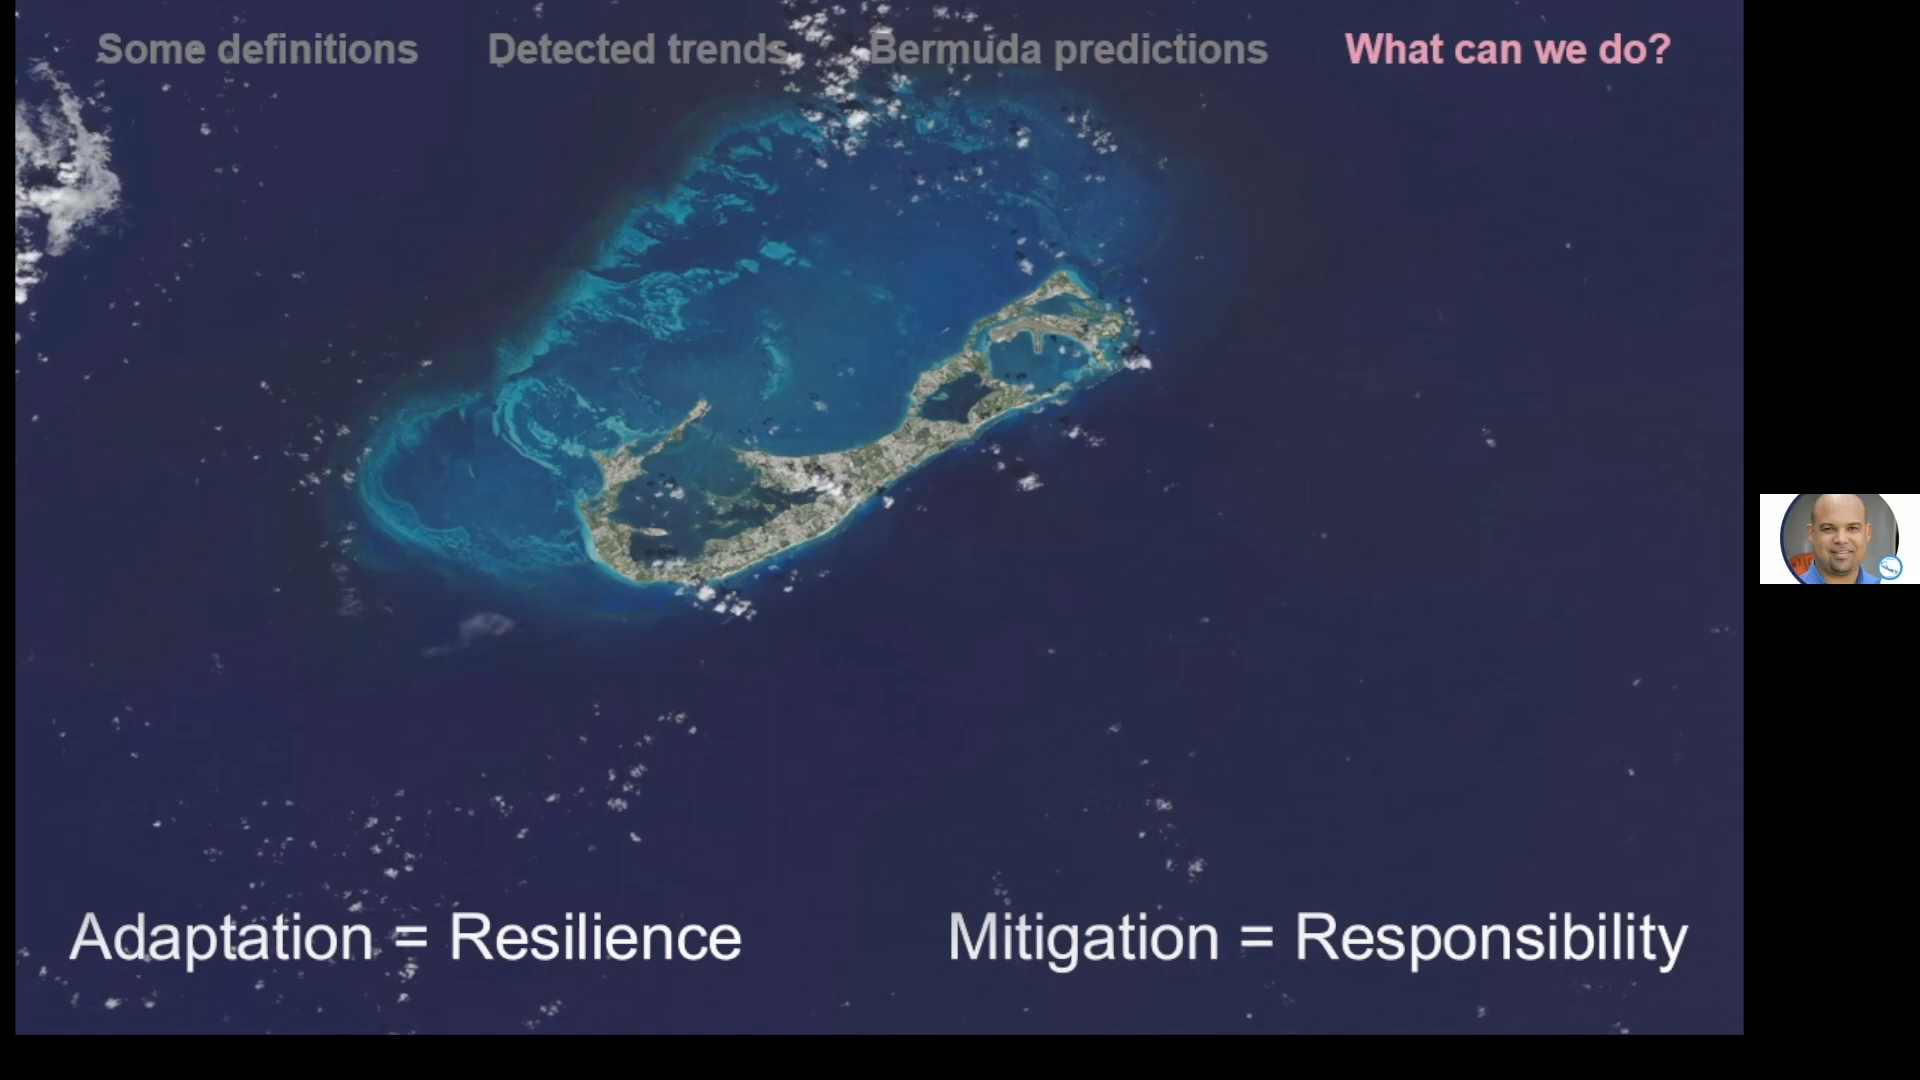 Some definitions Detected trends Bermuda predictions What can we do?
Adaptation = Resilience Mitigation = Responsibility